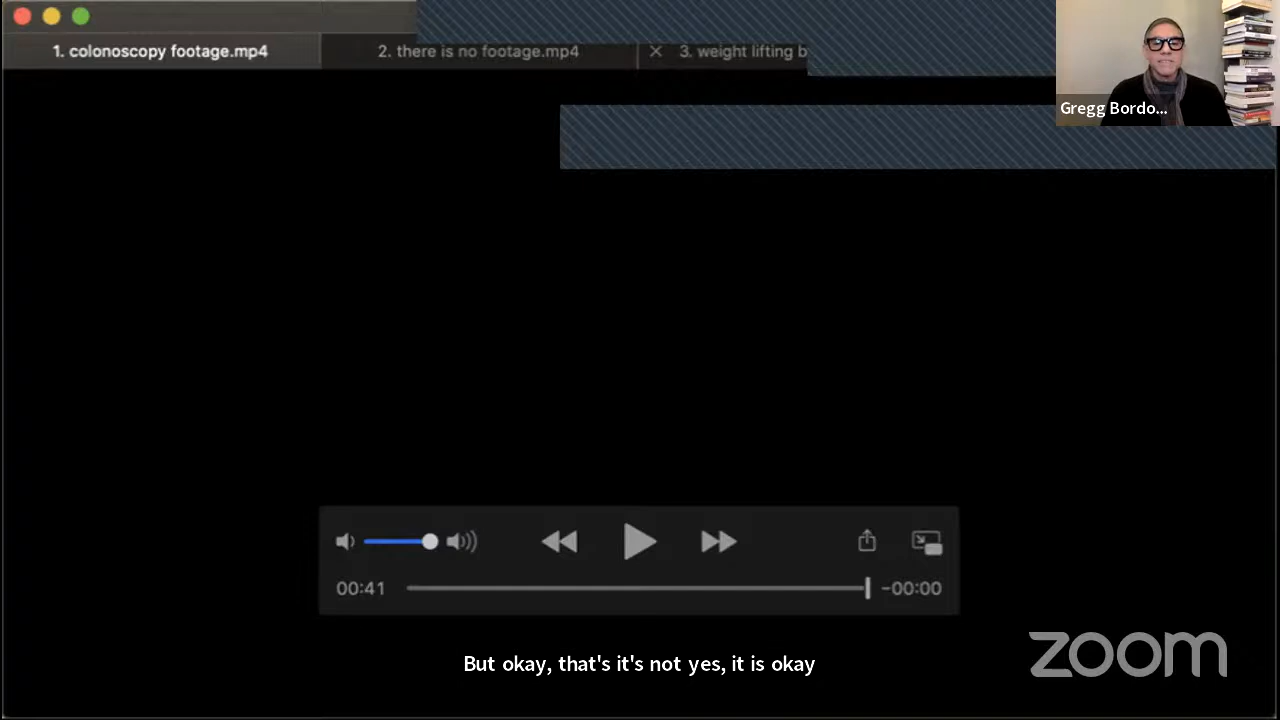 1. colonoscopy footage.mp4
2. there is no footage.mp4
3. weight lifting b
Gregg Bordo...
00:41
-00:00
But okay, that's it's not yes, it is okay
zoom